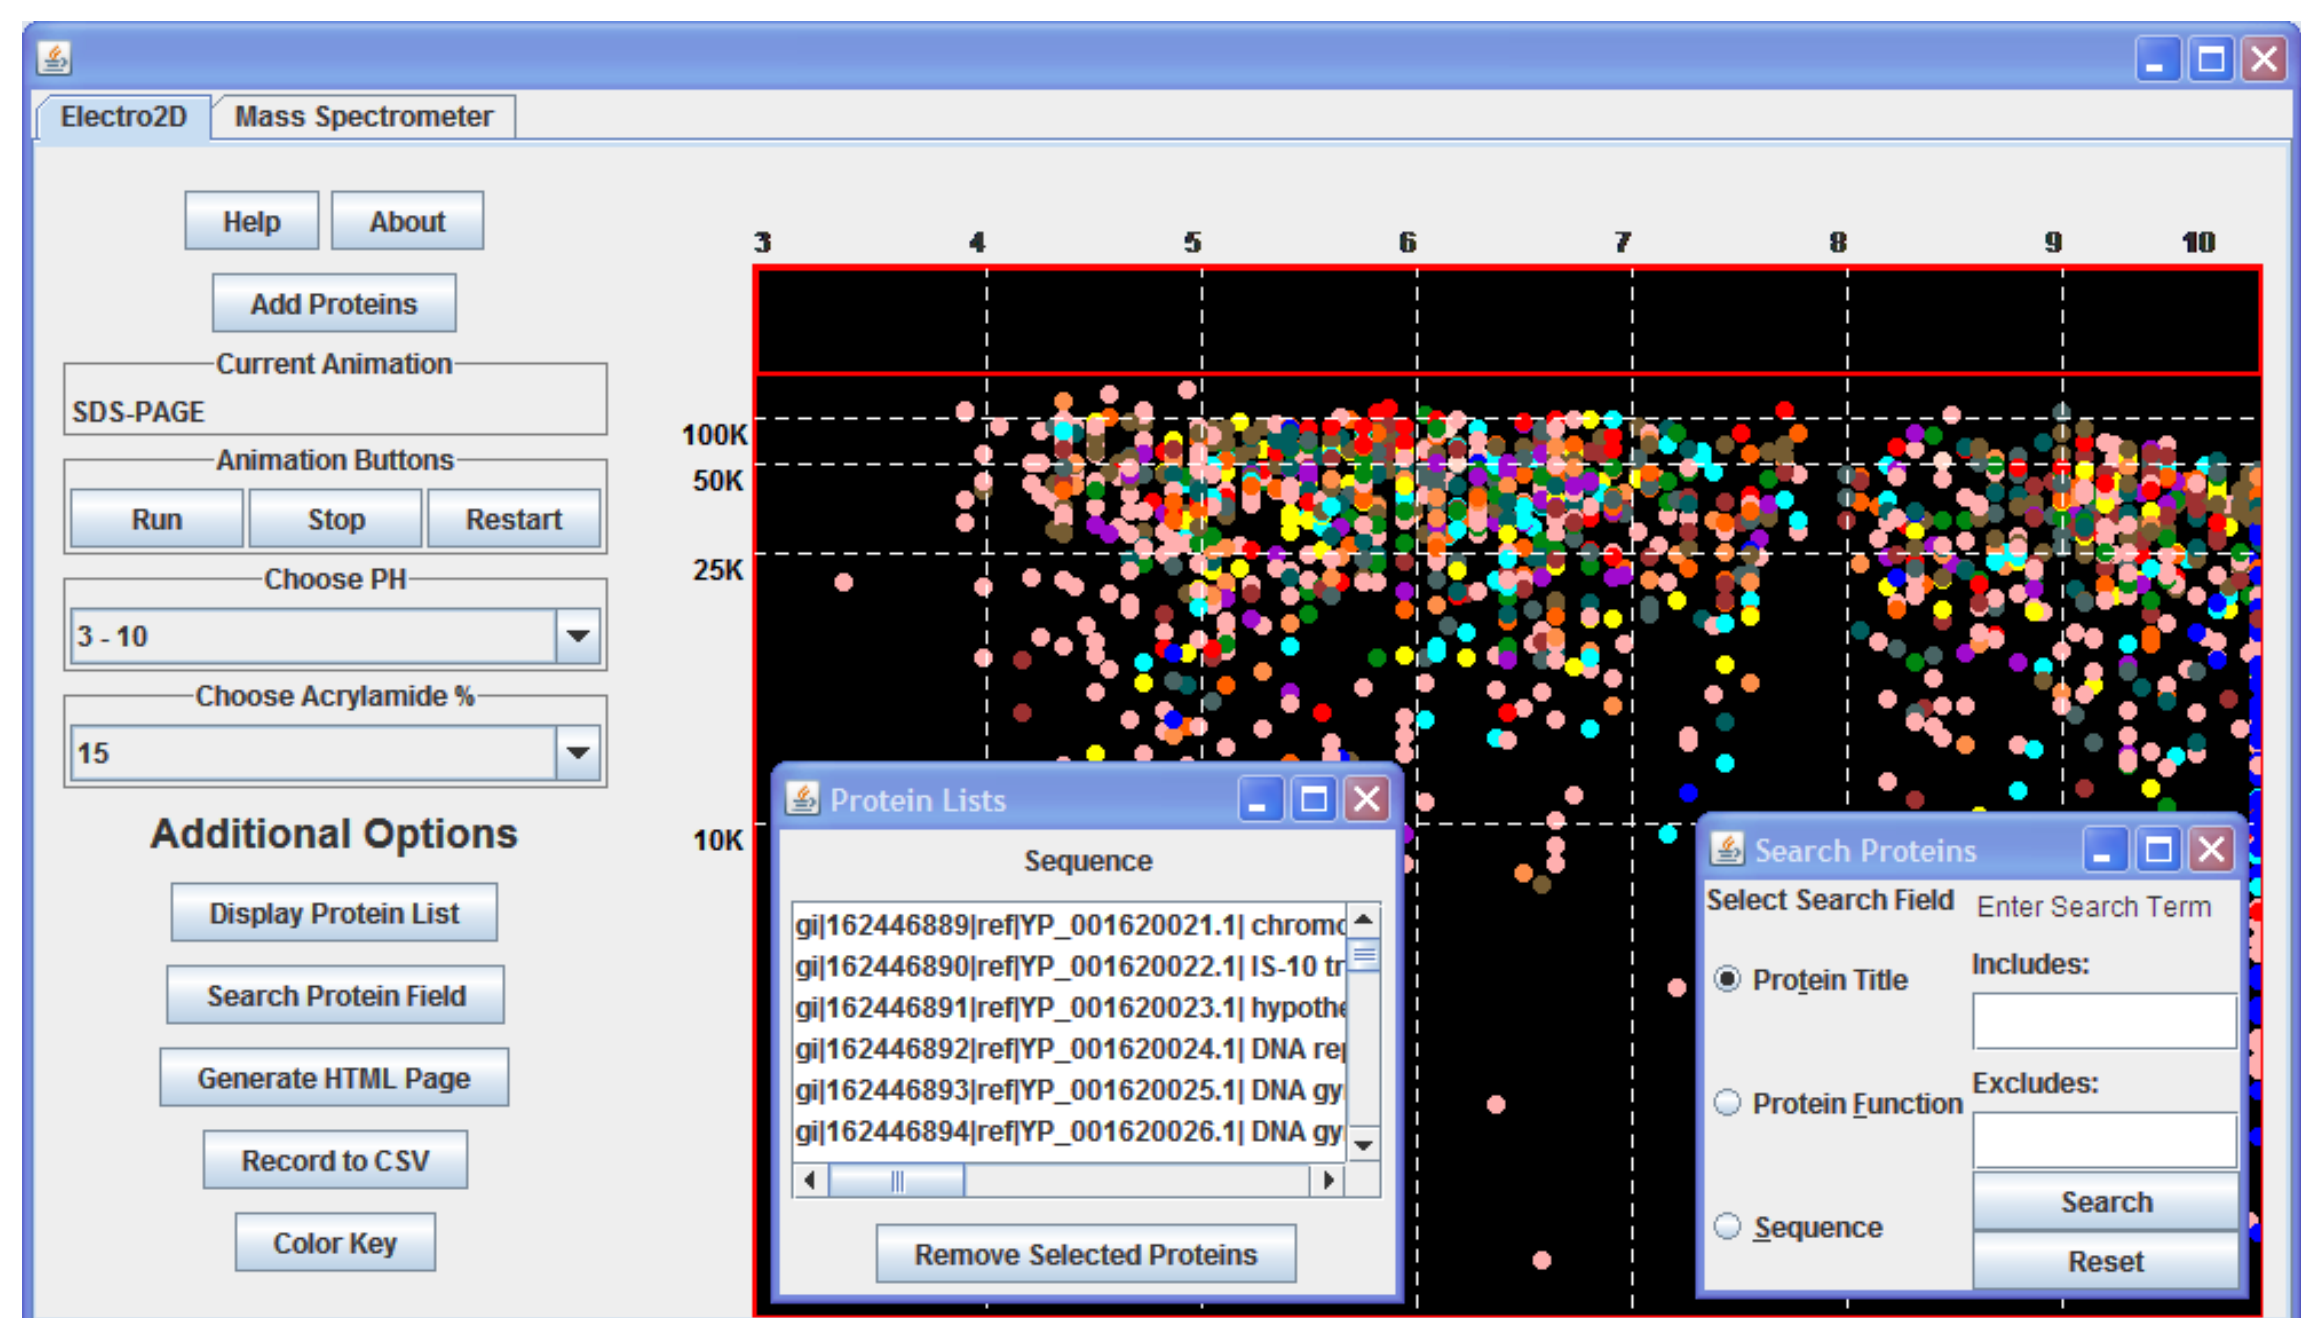 Electro2D Mass Spectrometer
Help About
Add Proteins
Current Animation
SDS-PAGE
Animation Buttons
Run Stop Restart
Choose PH
3 - 10
Choose Acrylamide %
15
Additional Options
Display Protein List
Search Protein Field
Generate HTML Page
Record to CSV
Color Key
3 4 5 6 7 8 9 10
100K
50K
25K
10K
Protein Lists
Sequence
gi|162446889|ref|YP_001620021.1| chromo
gi|162446890|ref|YP_001620022.1| IS-10 tr
gi|162446891|ref|YP_001620023.1| hypothe
gi|162446892|ref|YP_001620024.1| DNA rep
gi|162446893|ref|YP_001620025.1| DNA gy
gi|162446894|ref|YP_001620026.1| DNA gy
Remove Selected Proteins
Search Proteins
Select Search Field Enter Search Term
Protein Title
Includes:
Protein Function
Excludes:
Sequence
Search
Reset